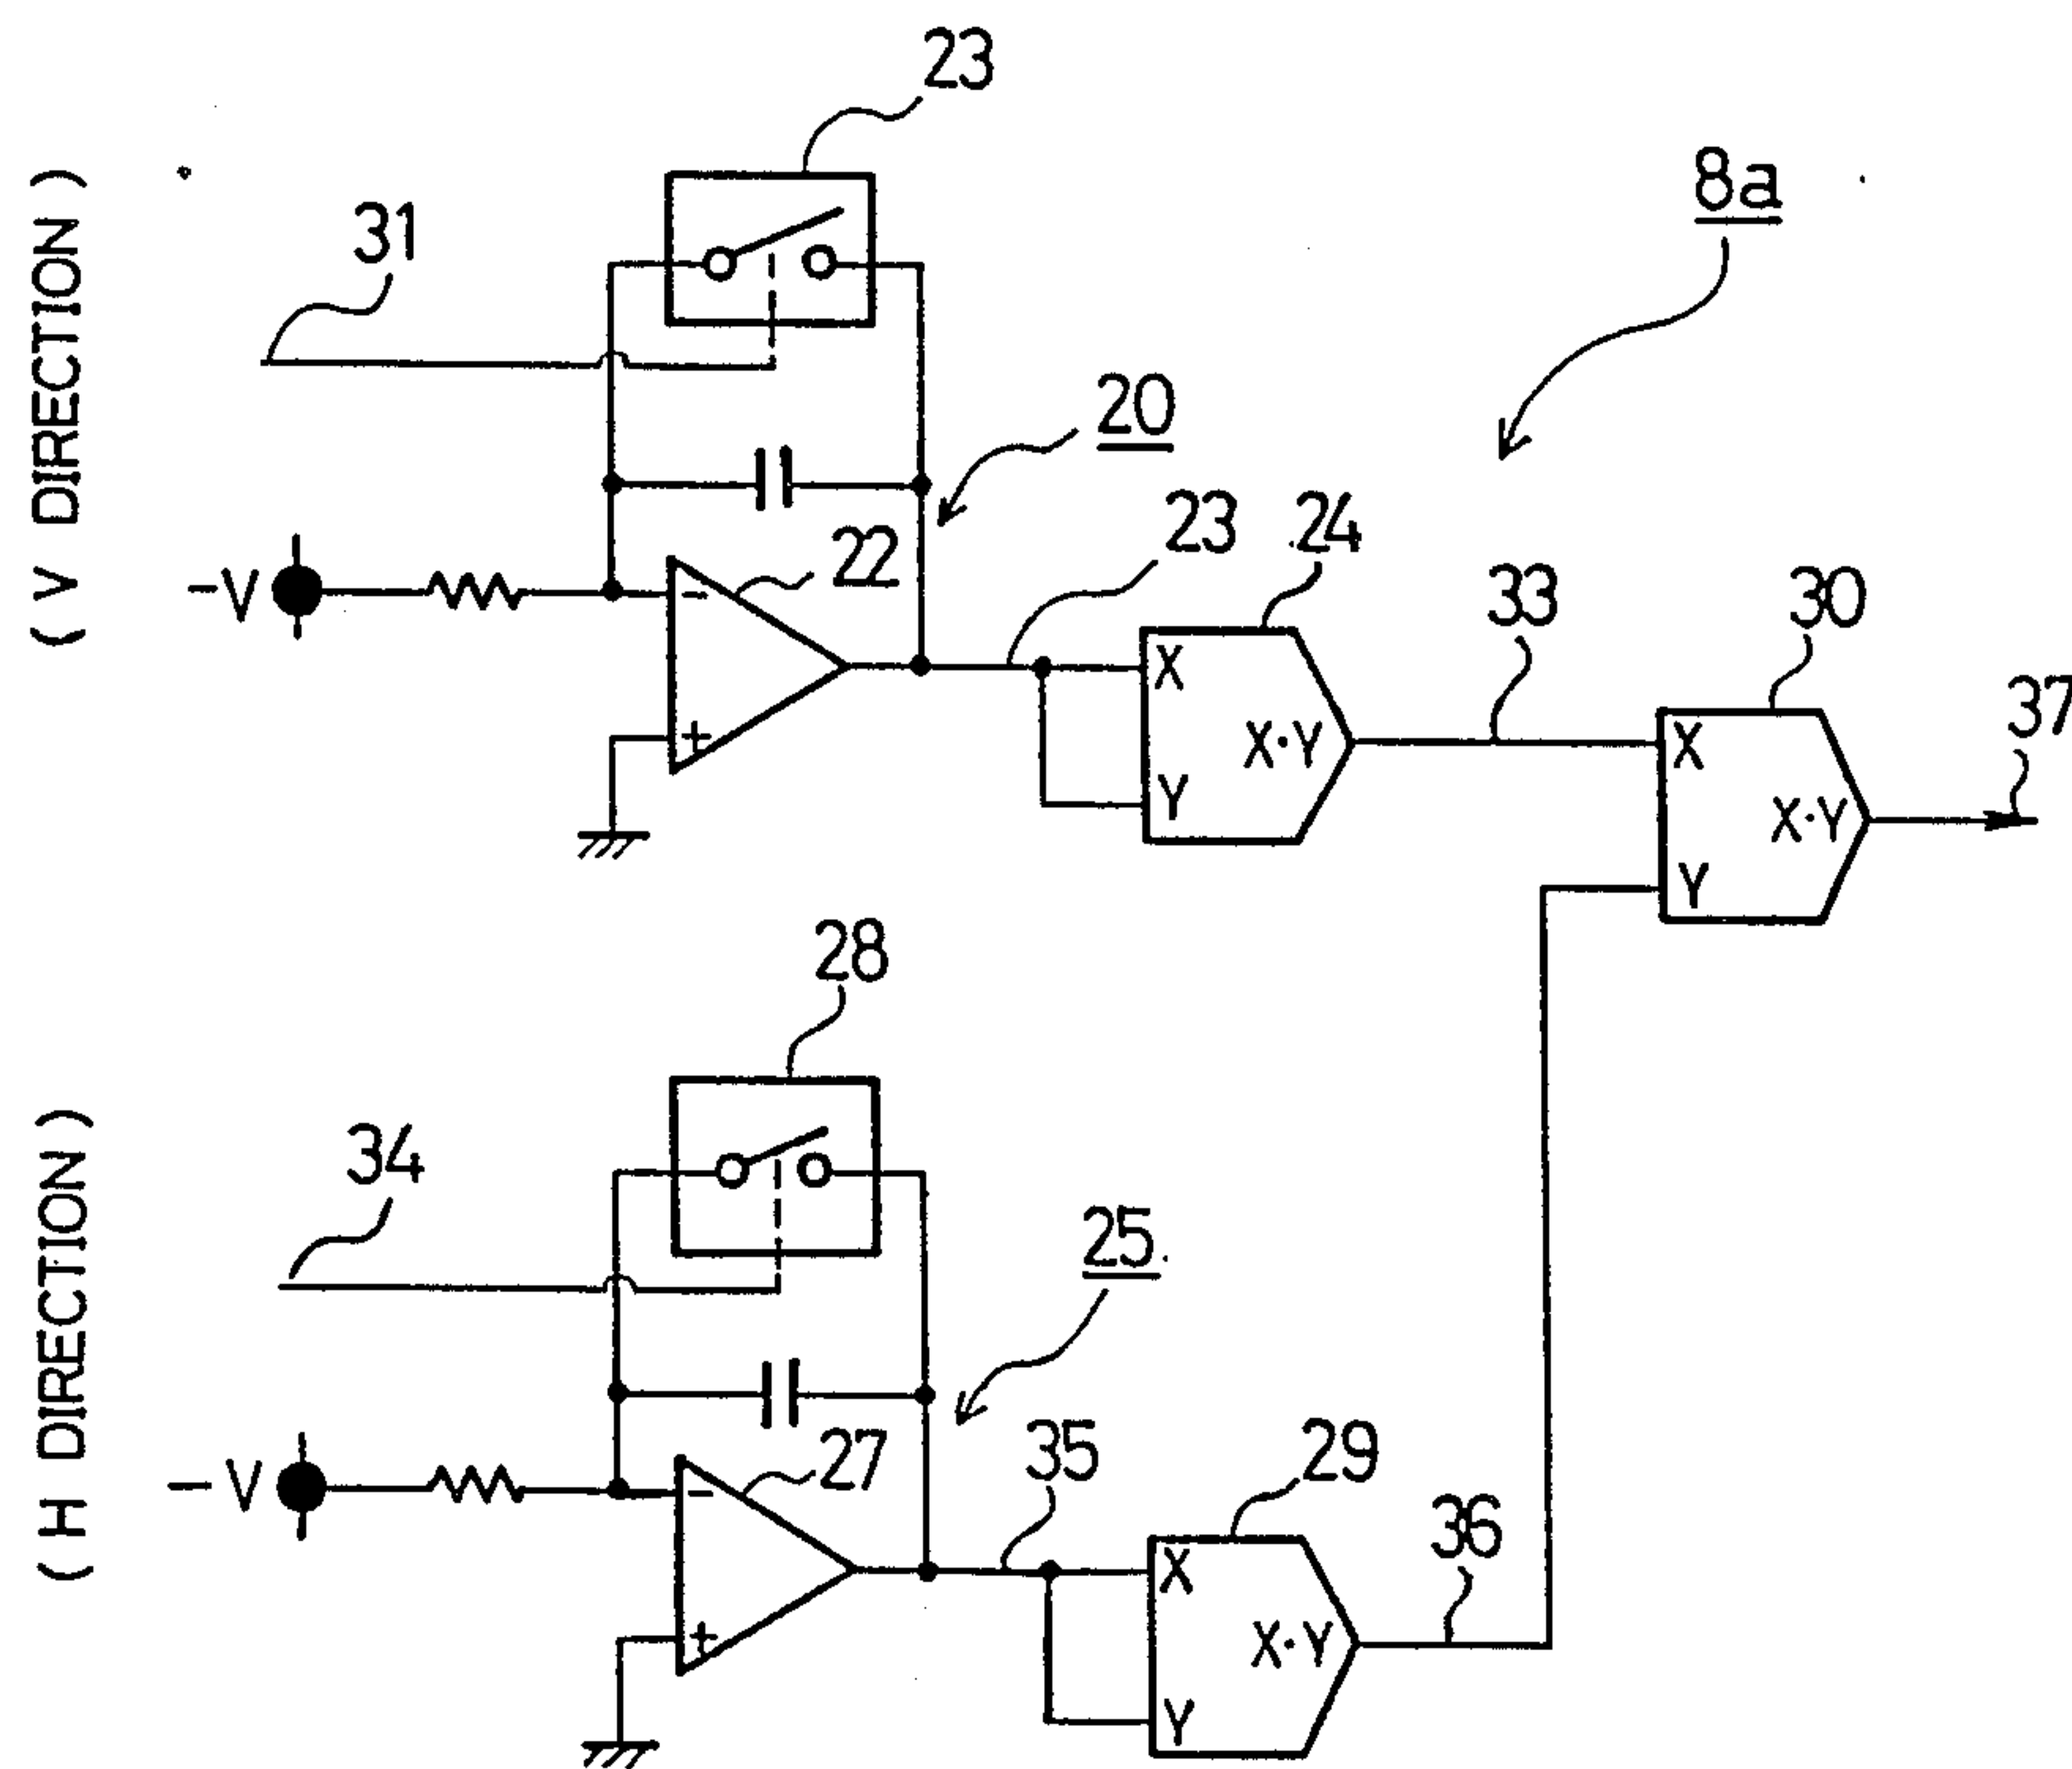 (V DIRECTION)
23
31
8a
20
22
23
24
33
30
37
-V
-
+
X
Y
X·Y
X
Y
X·Y
(H DIRECTION)
28
34
25
27
35
29
36
-V
-
+
X
Y
X·Y